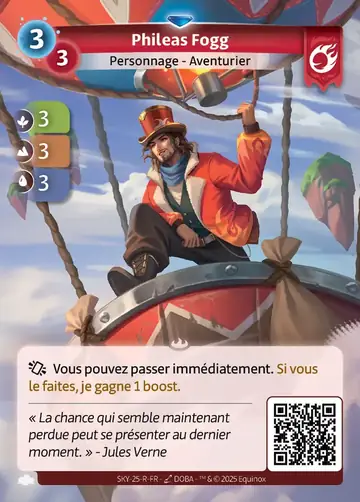 3
3
Phileas Fogg
Personnage - Aventurier
3
3
3
Vous pouvez passer immédiatement. Si vous
le faites, je gagne 1 boost.
« La chance qui semble maintenant
perdue peut se présenter au dernier
moment. » - Jules Verne
SKY-25-R-FR - DOBA - ™ & © 2025 Equinox